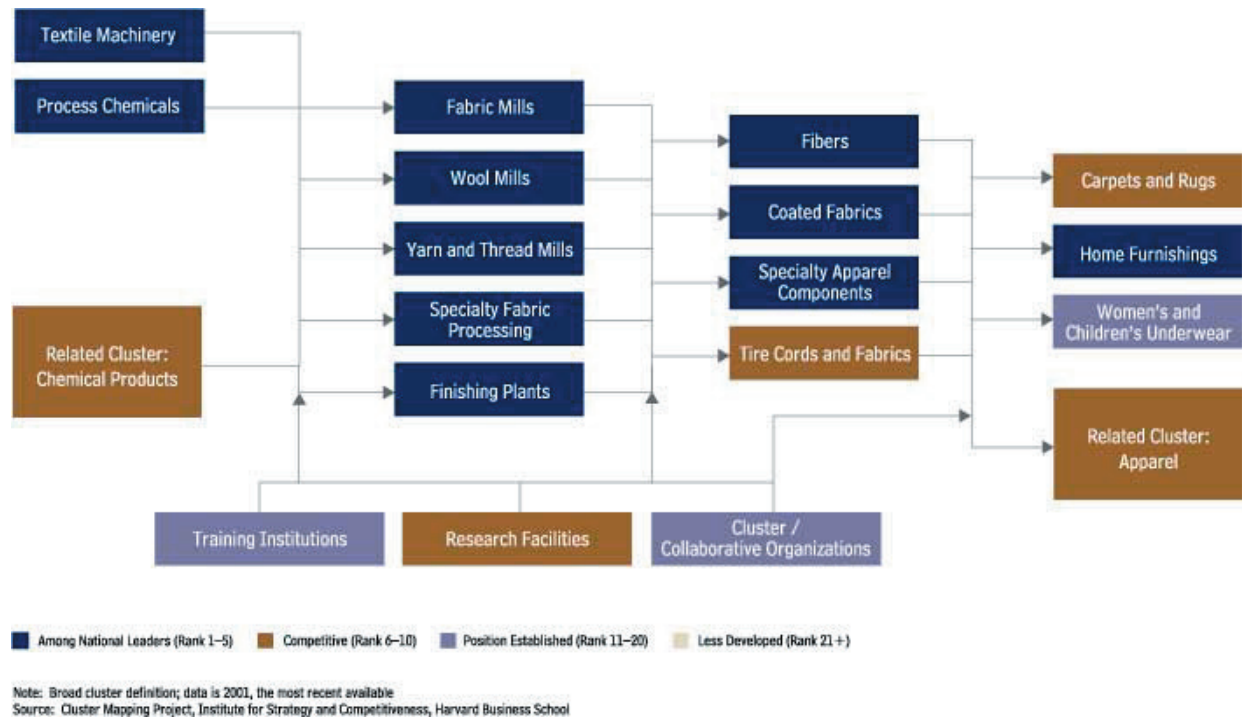 Textile Machinery
Process Chemicals
Related Cluster:
Chemical Products
Fabric Mills
Wool Mills
Yarn and Thread Mills
Specialty Fabric
Processing
Finishing Plants
Fibers
Coated Fabrics
Specialty Apparel
Components
Tire Cords and Fabrics
Carpets and Rugs
Home Furnishings
Women's and
Children's Underwear
Related Cluster:
Apparel
Training Institutions
Research Facilities
Cluster /
Collaborative Organizations
Among National Leaders (Rank 1–5)
Competitive (Rank 6–10)
Position Established (Rank 11–20)
Less Developed (Rank 21+)
Note: Broad cluster definition; data is 2001, the most recent available
Source: Cluster Mapping Project, Institute for Strategy and Competitiveness, Harvard Business School